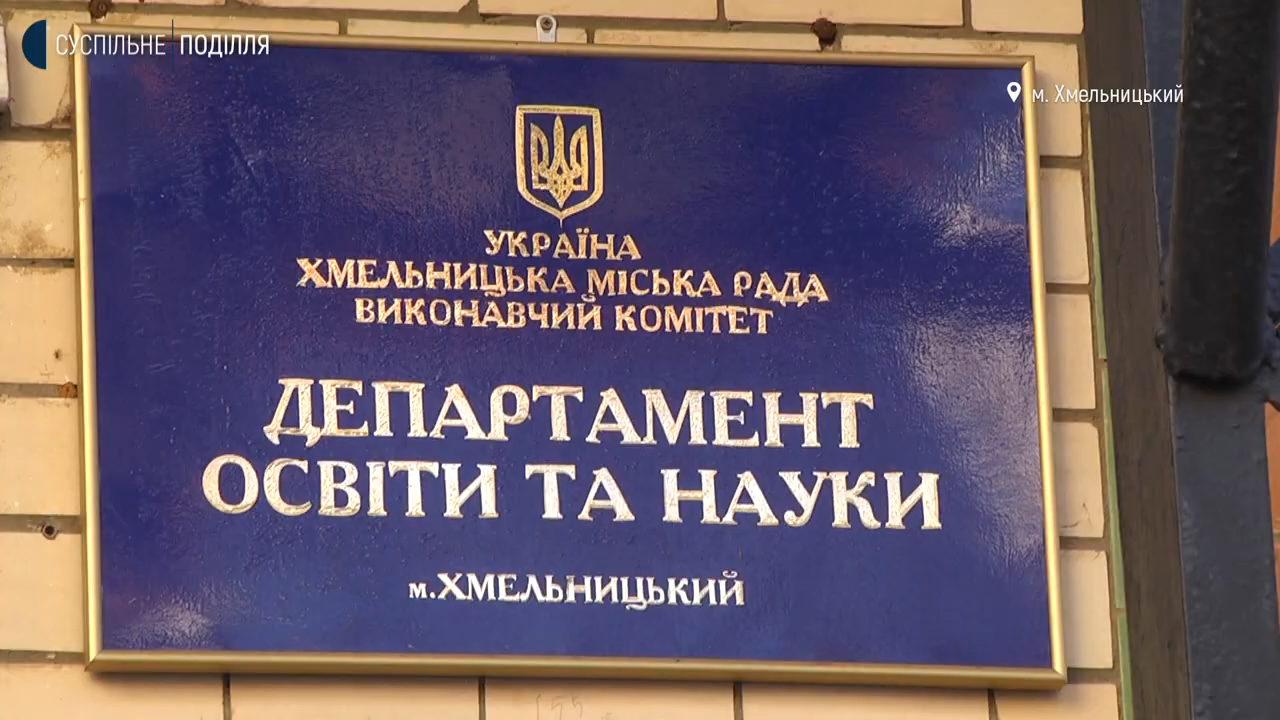 СУСПІЛЬНЕ ПОДІЛЛЯ
м. Хмельницький
УКРАЇНА
ХМЕЛЬНИЦЬКА МІСЬКА РАДА
ВИКОНАВЧИЙ КОМІТЕТ
ДЕПАРТАМЕНТ
ОСВІТИ ТА НАУКИ
м.ХМЕЛЬНИЦЬКИЙ